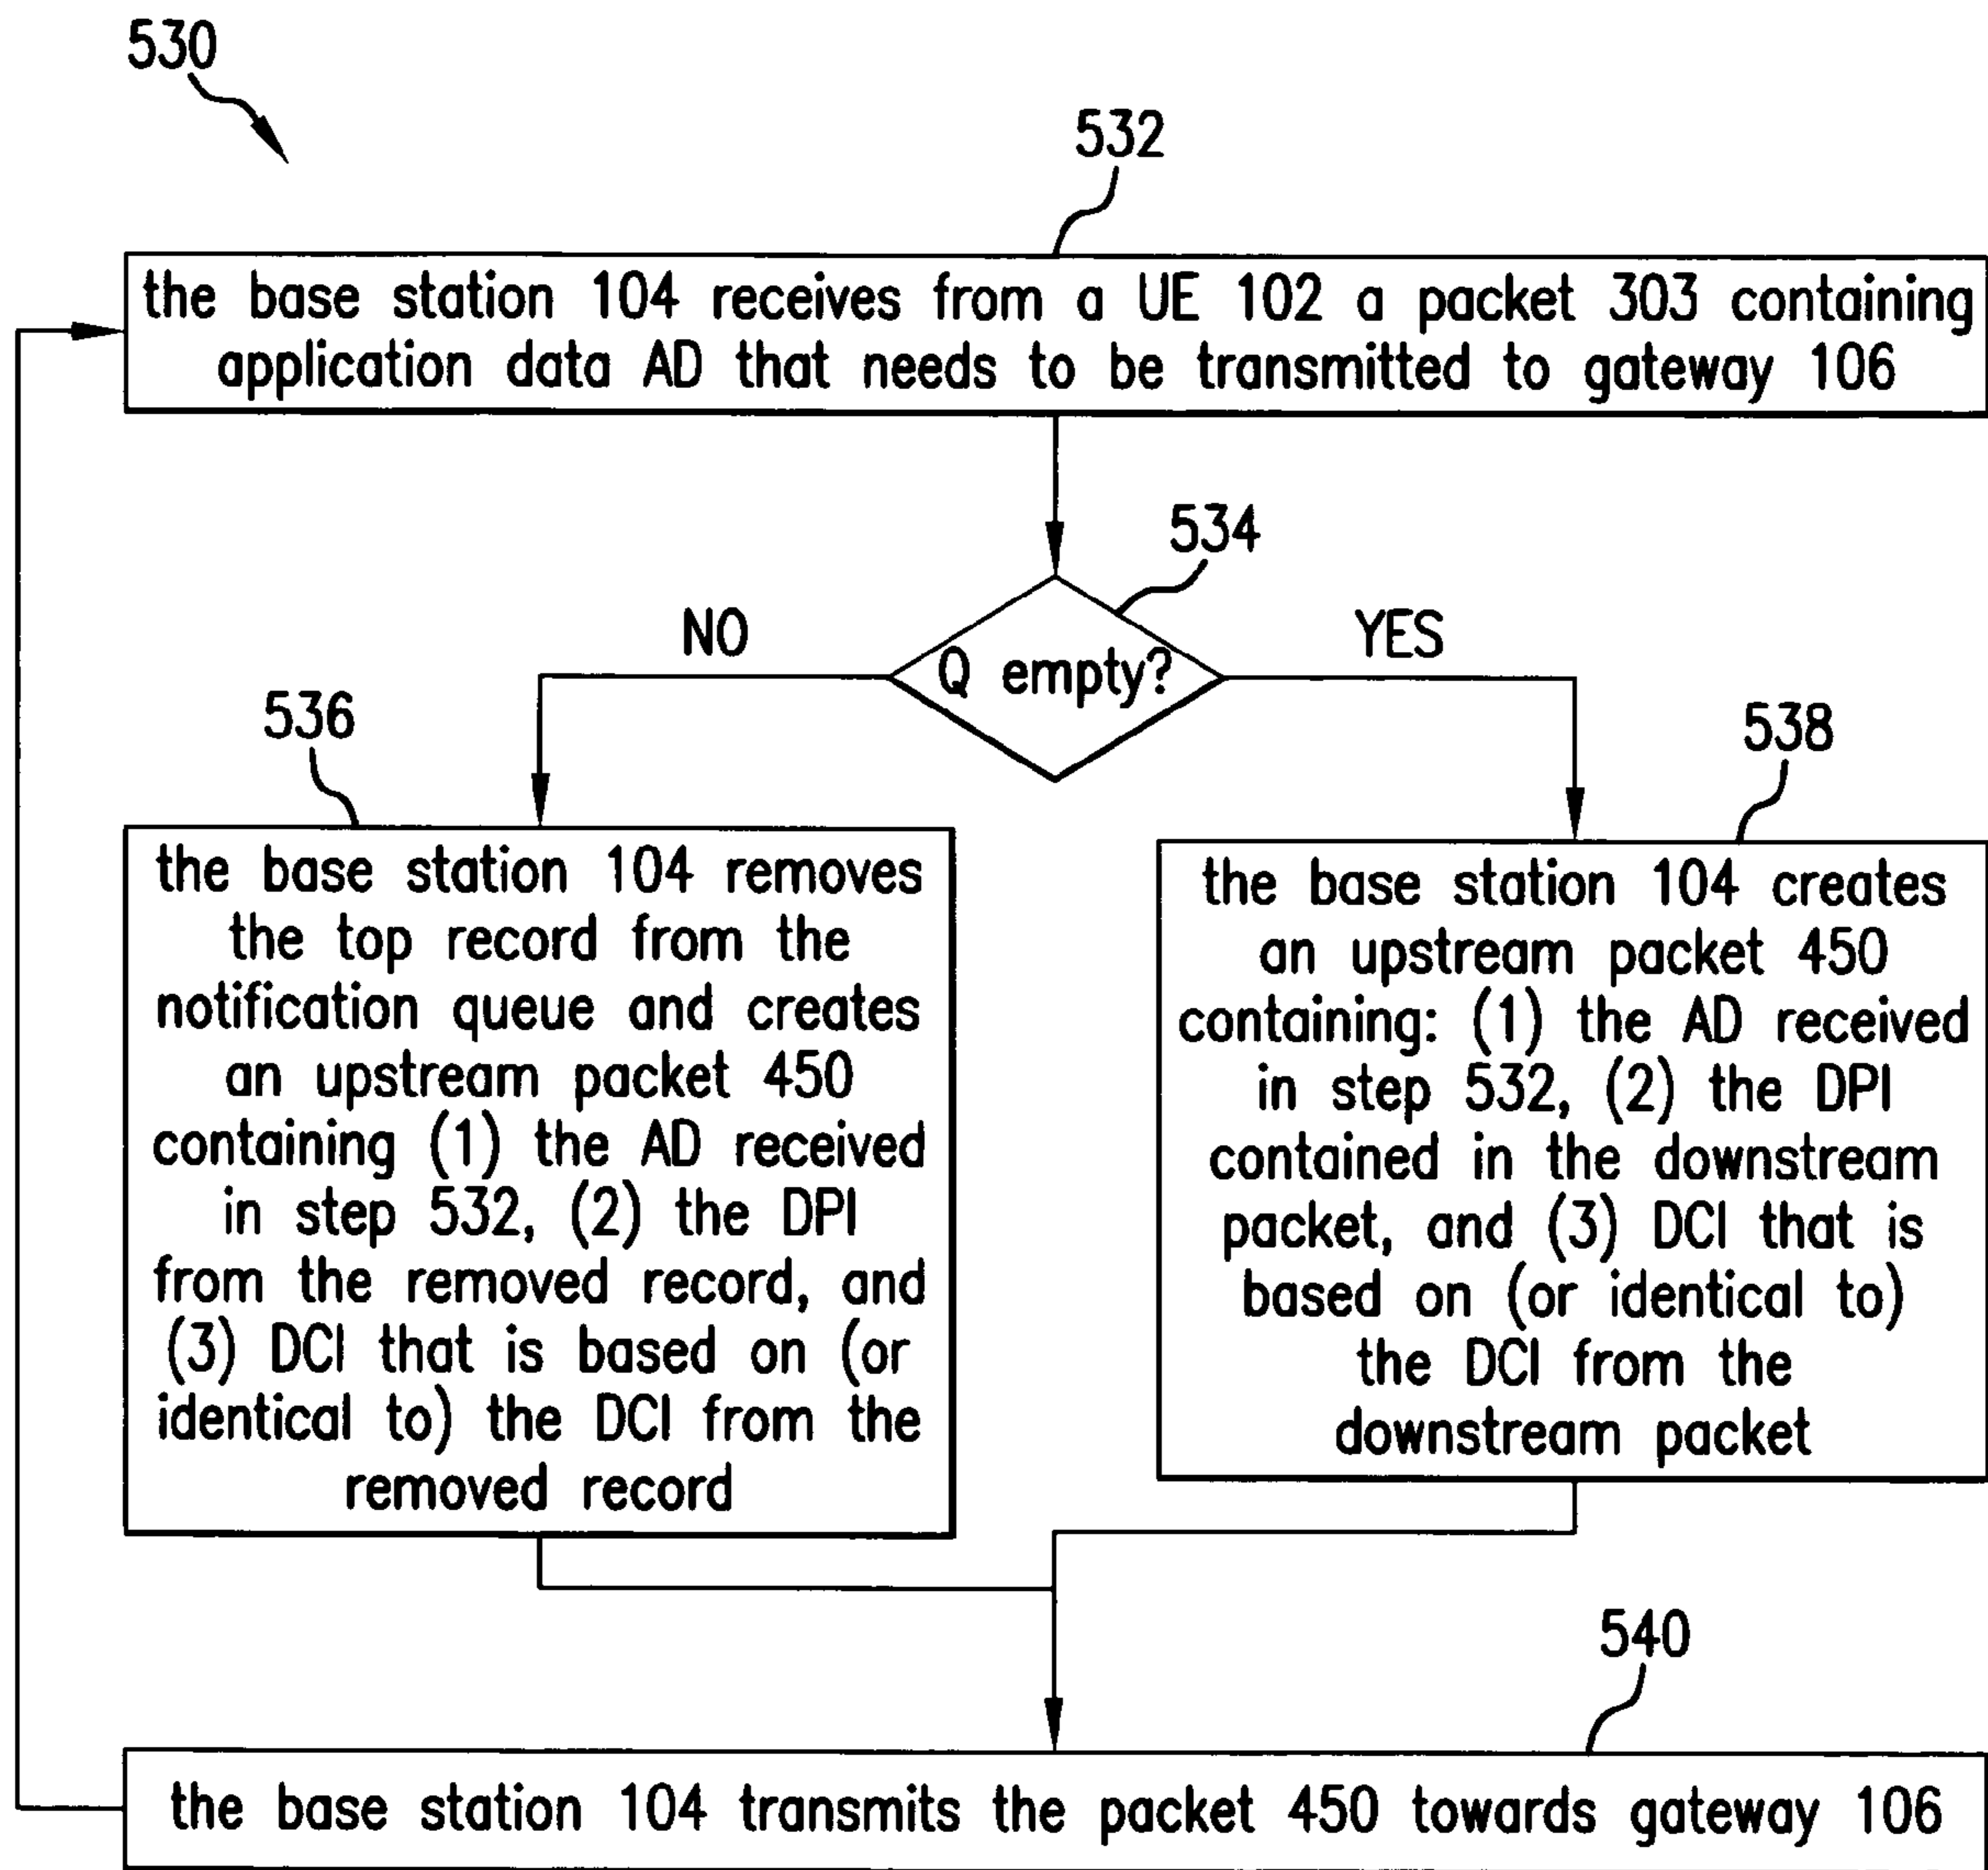 530
532
the base station 104 receives from a UE 102 a packet 303 containing
application data AD that needs to be transmitted to gateway 106
534
NO
YES
Q empty?
536
538
the base station 104 removes
the top record from the
notification queue and creates
an upstream packet 450
containing (1) the AD received
in step 532, (2) the DPI
from the removed record, and
(3) DCI that is based on (or
identical to) the DCI from the
removed record
the base station 104 creates
an upstream packet 450
containing: (1) the AD received
in step 532, (2) the DPI
contained in the downstream
packet, and (3) DCI that is
based on (or identical to)
the DCI from the
downstream packet
540
the base station 104 transmits the packet 450 towards gateway 106